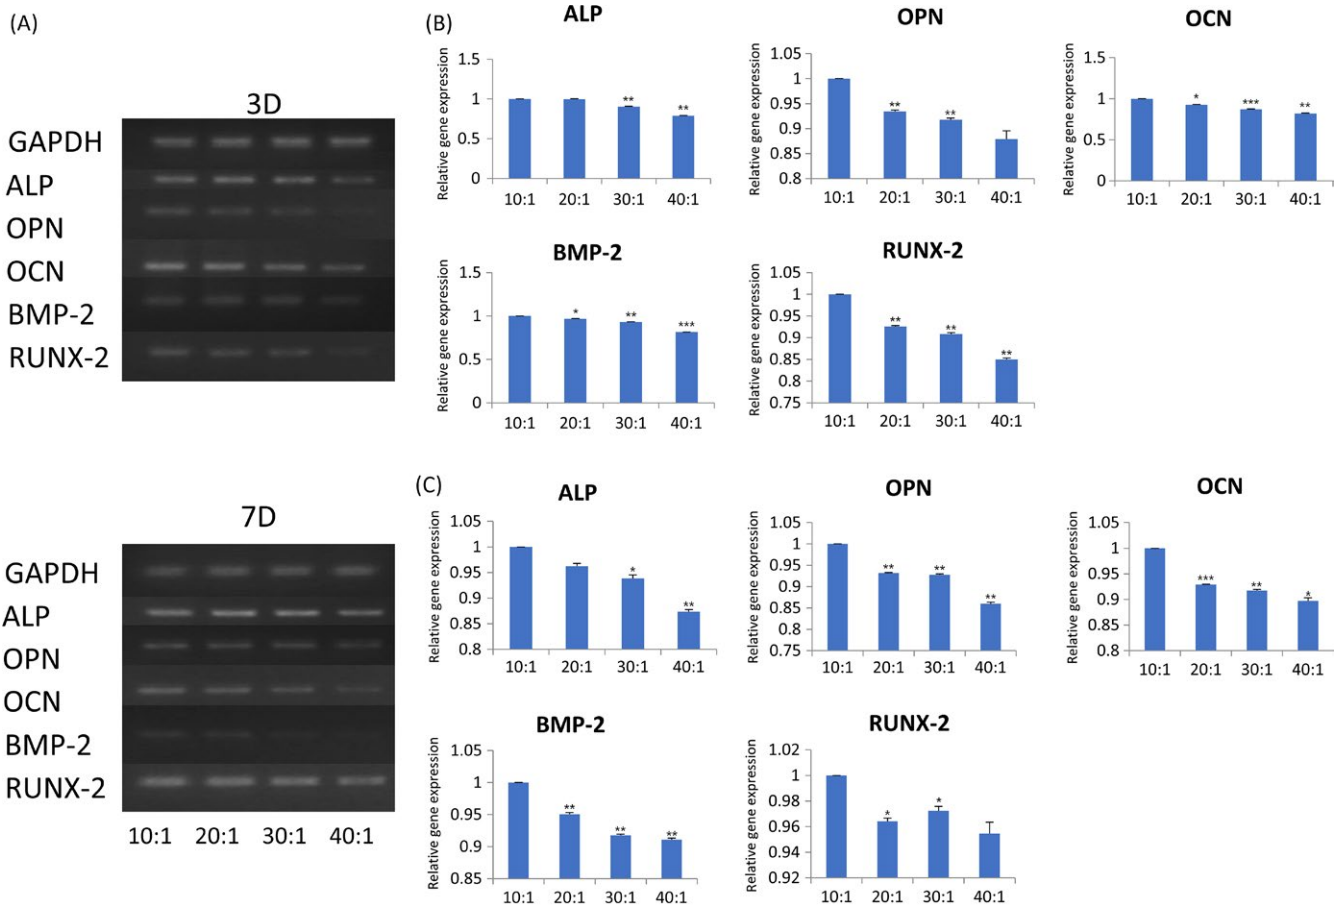 (A)
3D
GAPDH
ALP
OPN
OCN
BMP-2
RUNX-2
7D
GAPDH
ALP
OPN
OCN
BMP-2
RUNX-2
10:1 20:1 30:1 40:1
(B)
ALP
Relative gene expression
1.5
1
0.5
0
** **
10:1 20:1 30:1 40:1
OPN
Relative gene expression
1.05
1
0.95
0.9
0.85
0.8
** **
10:1 20:1 30:1 40:1
OCN
Relative gene expression
1.5
1
0.5
0
* *** **
10:1 20:1 30:1 40:1
BMP-2
Relative gene expression
1.5
1
0.5
0
* ** ***
10:1 20:1 30:1 40:1
RUNX-2
Relative gene expression
1.05
1
0.95
0.9
0.85
0.8
0.75
** ** **
10:1 20:1 30:1 40:1
(C)
ALP
Relative gene expression
1.05
1
0.95
0.9
0.85
0.8
* **
10:1 20:1 30:1 40:1
OPN
Relative gene expression
1.05
1
0.95
0.9
0.85
0.8
0.75
** ** **
10:1 20:1 30:1 40:1
OCN
Relative gene expression
1.05
1
0.95
0.9
0.85
0.8
*** ** *
10:1 20:1 30:1 40:1
BMP-2
Relative gene expression
1.05
1
0.95
0.9
0.85
** ** **
10:1 20:1 30:1 40:1
RUNX-2
Relative gene expression
1.02
1
0.98
0.96
0.94
0.92
* *
10:1 20:1 30:1 40:1